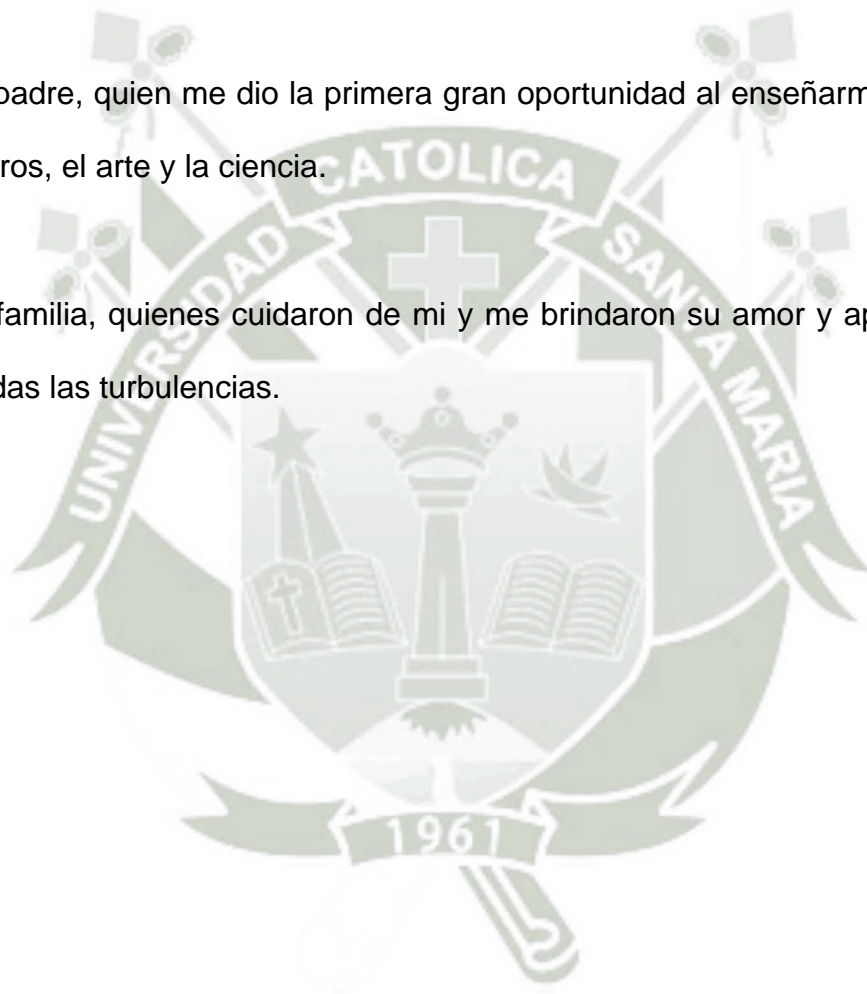 padre, quien me dio la primera gran oportunidad al enseñarm
ros, el arte y la ciencia.
familia, quienes cuidaron de mi y me brindaron su amor y ap
das las turbulencias.
UNIVERSIDAD CATOLICA SANTA MARIA
1961